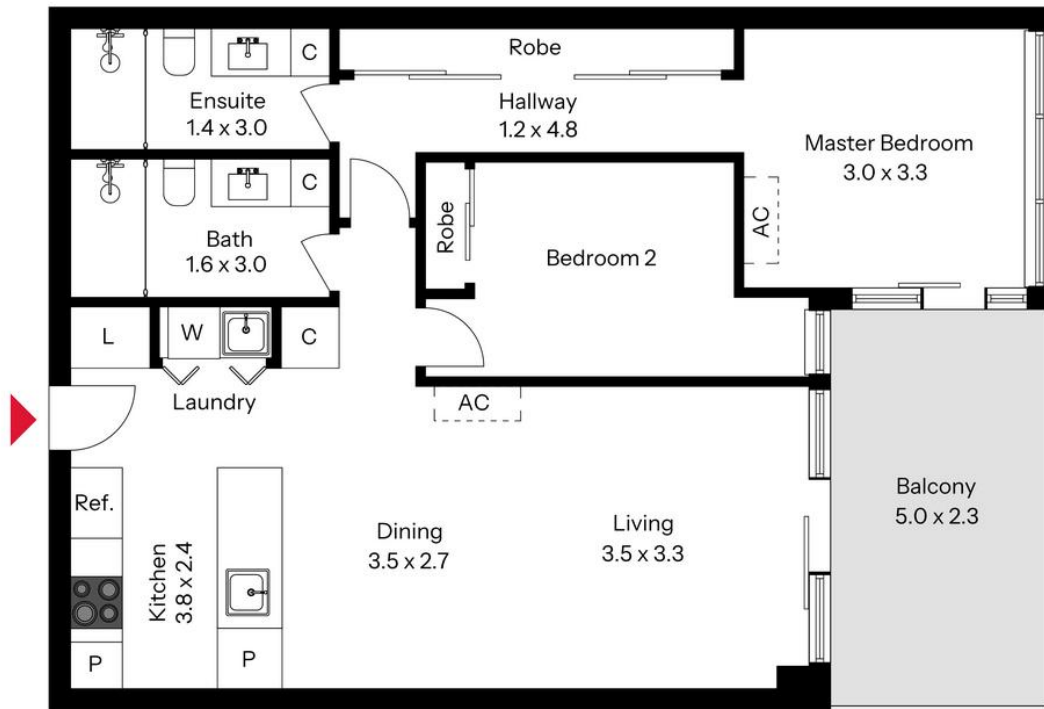 C
Robe
Ensuite
1.4 x 3.0
Hallway
1.2 x 4.8
Master Bedroom
3.0 x 3.3
C
Robe
AC
Bath
1.6 x 3.0
Bedroom 2
L
W
C
Laundry
AC
Ref.
Kitchen
3.8 x 2.4
Dining
3.5 x 2.7
Living
3.5 x 3.3
Balcony
5.0 x 2.3
P
P